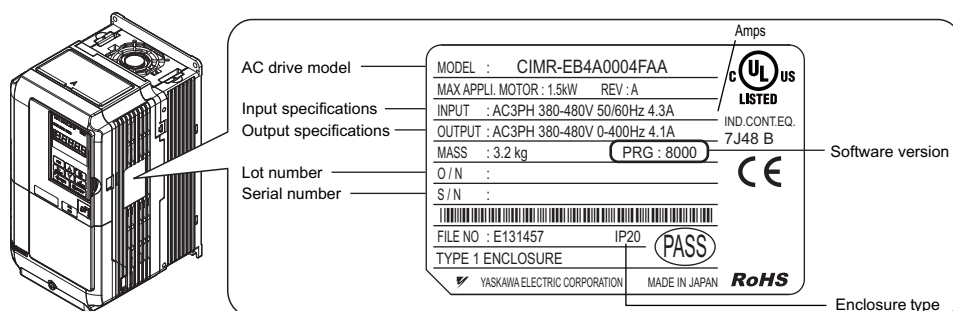 Amps
AC drive model
MODEL : CIMR-EB4A0004FAA
MAX APPLI. MOTOR : 1.5kW REV : A
Input specifications
INPUT : AC3PH 380-480V 50/60Hz 4.3A
Output specifications
OUTPUT : AC3PH 380-480V 0-400Hz 4.1A
MASS : 3.2 kg PRG : 8000
Software version
Lot number
O / N :
Serial number
S / N :
FILE NO : E131457 IP20
PASS
TYPE 1 ENCLOSURE
YASKAWA ELECTRIC CORPORATION MADE IN JAPAN
C UL US
LISTED
IND.CONT.EQ.
7J48 B
CE
RoHS
Enclosure type